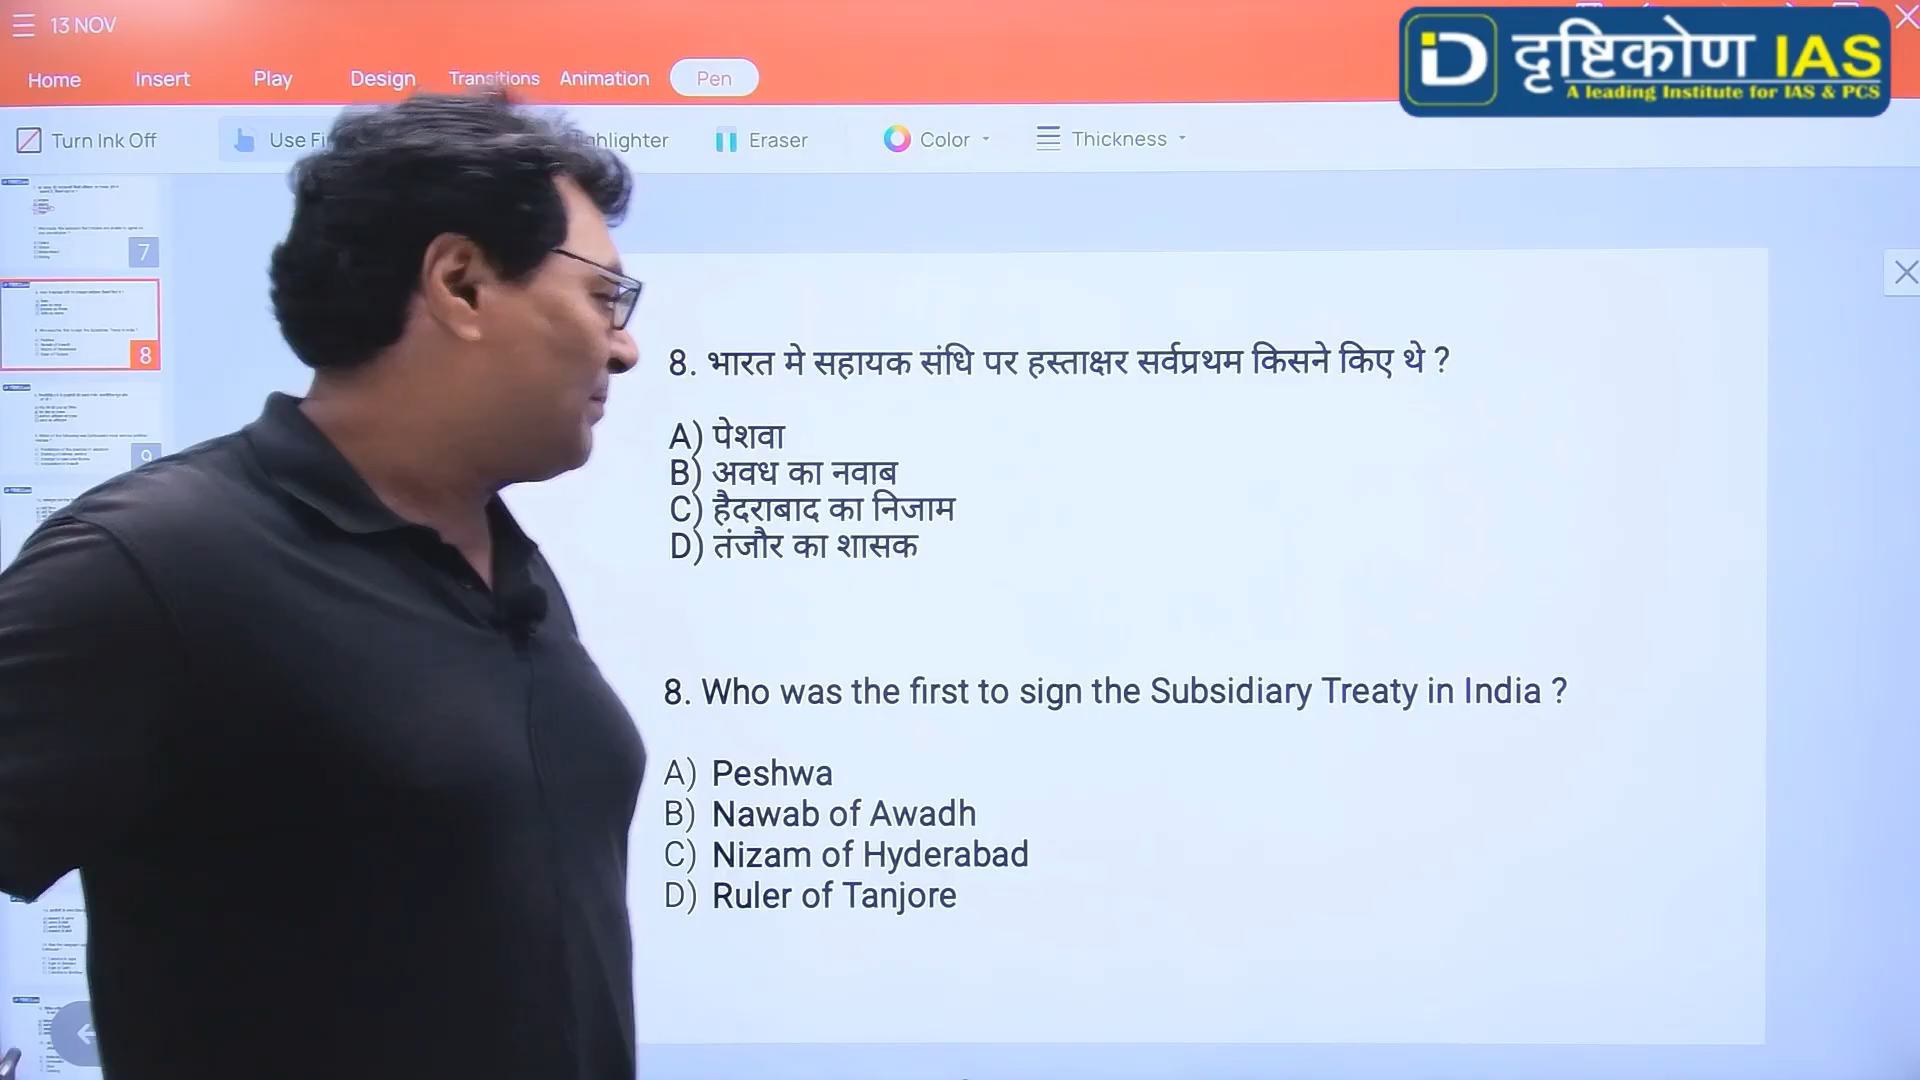 13 NOV
दृष्टिकोण IAS
A leading Institute for IAS & PCS
Home Insert Play Design Transitions Animation Pen
Turn Ink Off Use Eraser Color Thickness
7
8
9
8. भारत मे सहायक संधि पर हस्ताक्षर सर्वप्रथम किसने किए थे ?
A) पेशवा
B) अवध का नवाब
C) हैदराबाद का निजाम
D) तंजौर का शासक
8. Who was the first to sign the Subsidiary Treaty in India ?
A) Peshwa
B) Nawab of Awadh
C) Nizam of Hyderabad
D) Ruler of Tanjore